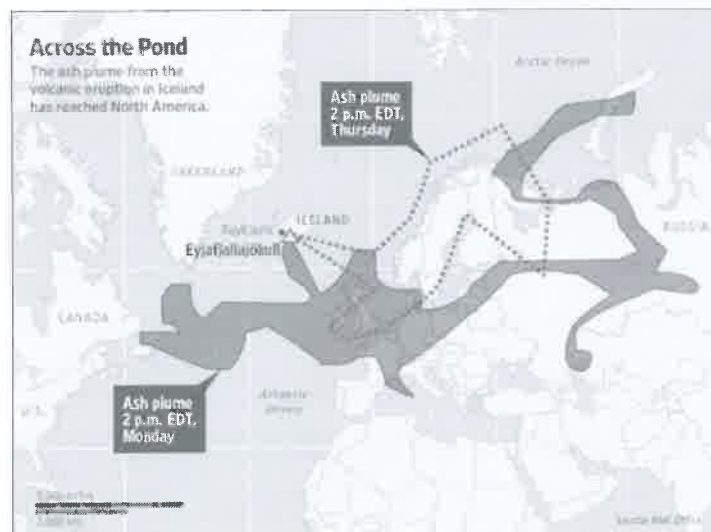 Across the Pond
The ash plume from the
volcanic eruption in Iceland
has reached North America.
Arctic Ocean
Ash plume
2 p.m. EDT,
Thursday
GREENLAND
ICELAND
Reykjavik
Eyjafjallajokull
RUSSIA
CANADA
U.S.
Atlantic
Ocean
Ash plume
2 p.m. EDT,
Monday